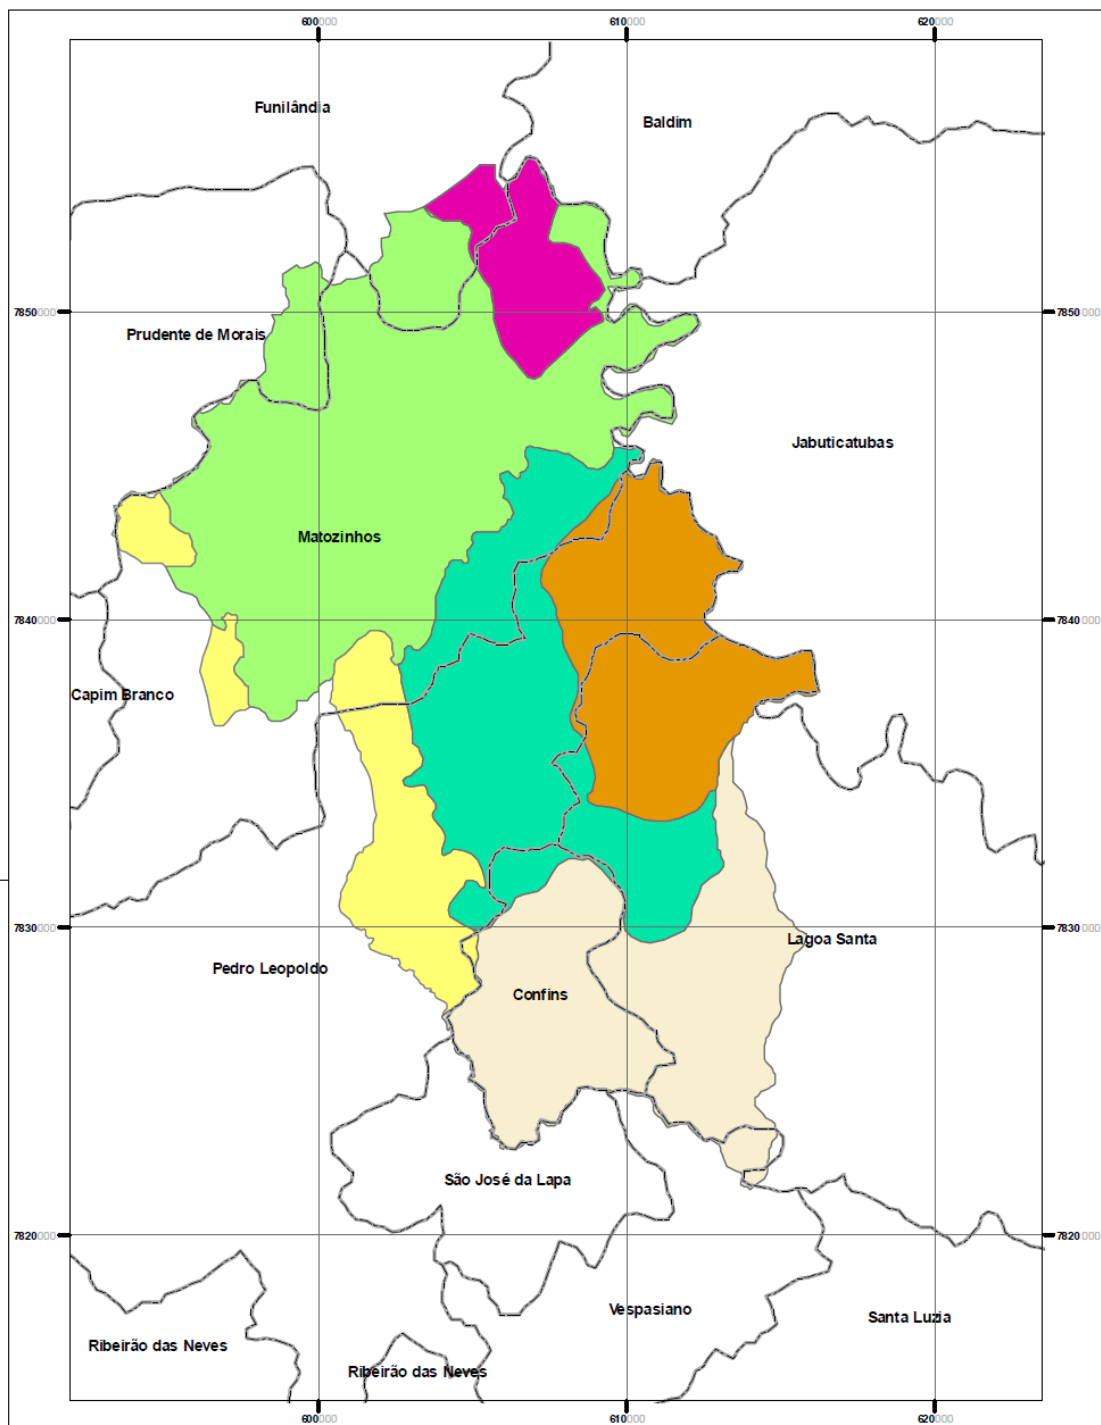 600000 610000 620000
Funilândia
Baldim
7850000 7850000
Prudente de Morais
Jabuticatubas
Matozinhos
7840000 7840000
Capim Branco
7830000 7830000
Lagoa Santa
Pedro Leopoldo
Confins
São José da Lapa
7820000 7820000
Vespasiano
Santa Luzia
Ribeirão das Neves
Ribeirão das Neves
600000 610000 620000